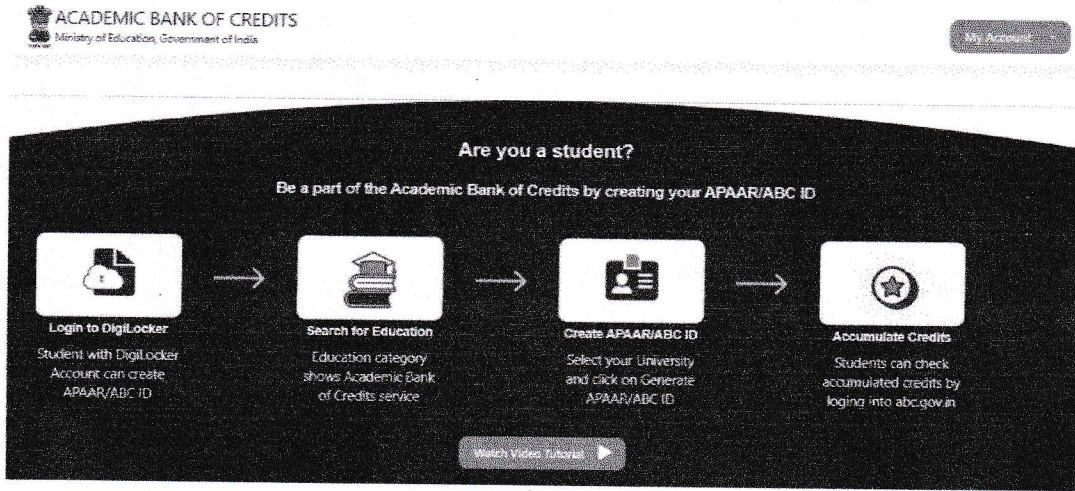 ACADEMIC BANK OF CREDITS
Ministry of Education, Government of India
My Account
Are you a student?
Be a part of the Academic Bank of Credits by creating your APAAR/ABC ID
Login to DigiLocker
Student with DigiLocker
Account can create
APAAR/ABC ID
Search for Education
Education category
shows Academic Bank
of Credits service
Create APAAR/ABC ID
Select your University
and click on Generate
APAAR/ABC ID
Accumulate Credits
Students can check
accumulated credits by
loging into abc.gov.in
Watch Video Tutorial